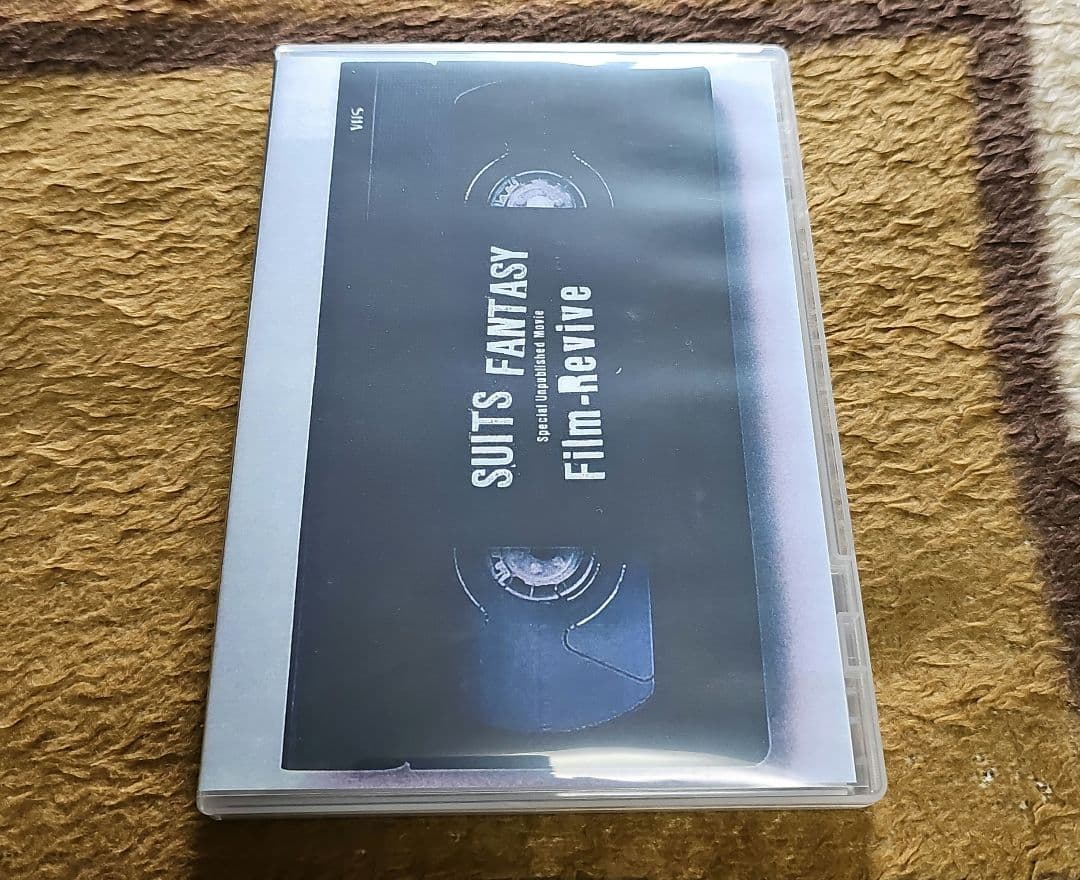 VHS
SUITS FANTASY
Special Unpublished Movie
Film-Revive